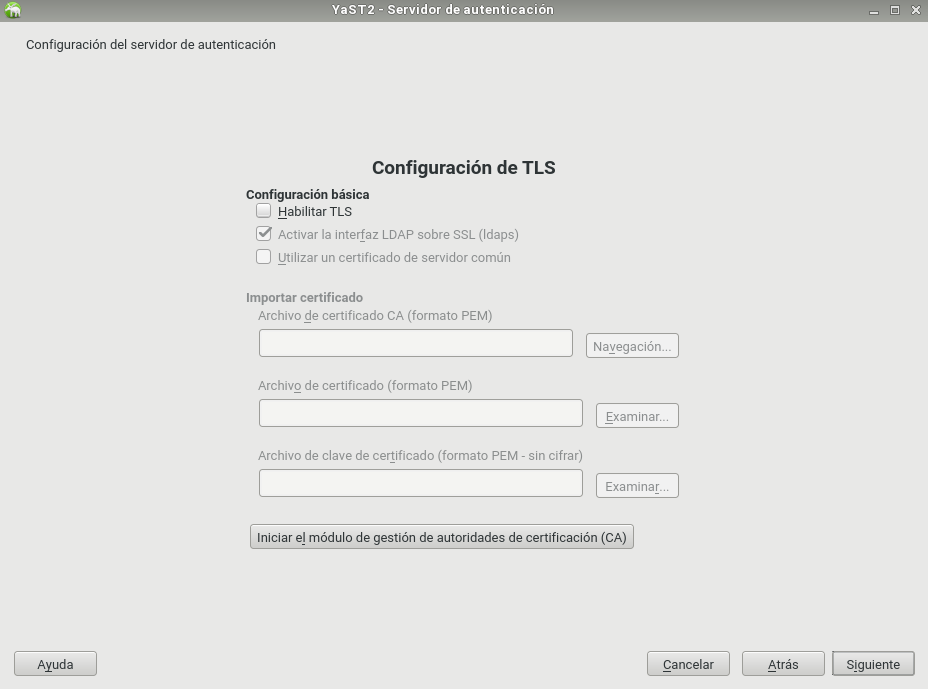 YaST2 - Servidor de autenticación
Configuración del servidor de autenticación
Configuración de TLS
Configuración básica
Habilitar TLS
Activar la interfaz LDAP sobre SSL (ldaps)
Utilizar un certificado de servidor común
Importar certificado
Archivo de certificado CA (formato PEM)
Navegación...
Archivo de certificado (formato PEM)
Examinar...
Archivo de clave de certificado (formato PEM - sin cifrar)
Examinar...
Iniciar el módulo de gestión de autoridades de certificación (CA)
Ayuda Cancelar Atrás Siguiente